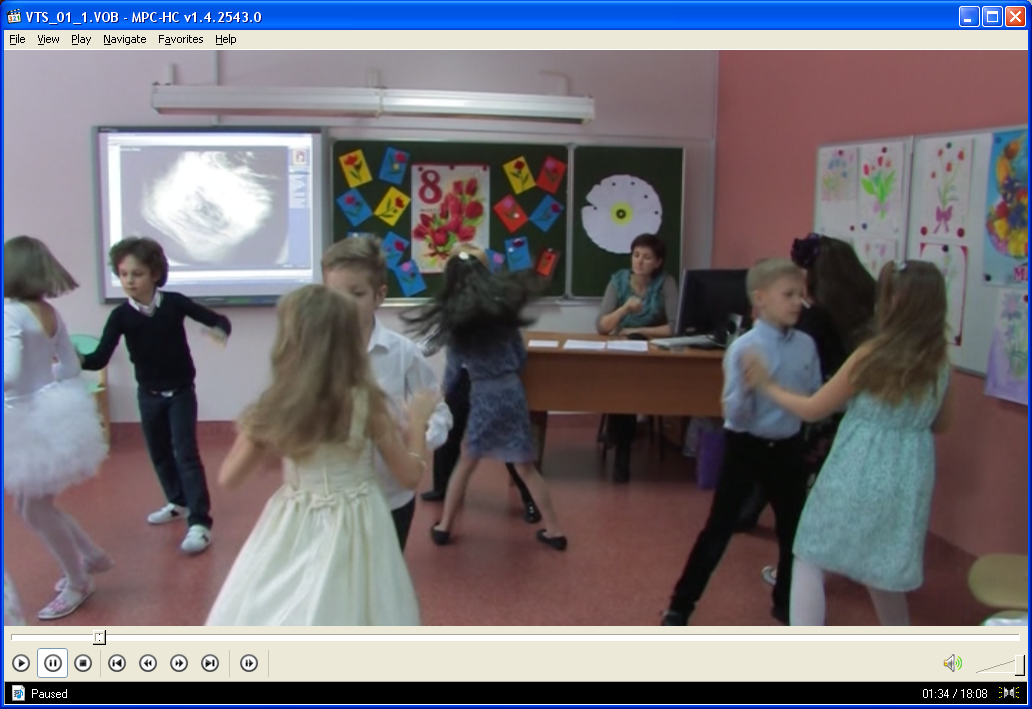 VTS_01_1.VOB - MPC-HC v1.4.2543.0
File View Play Navigate Favorites Help
8
Paused
01:34 / 18:08